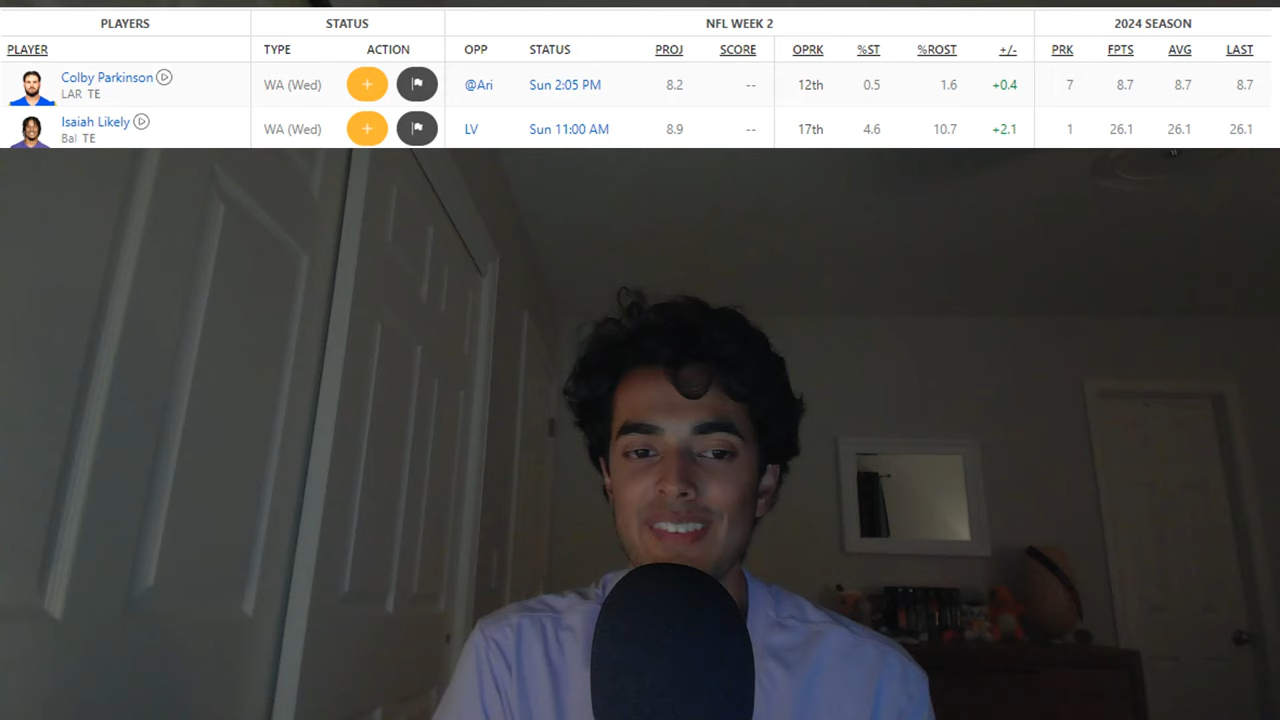 PLAYERS STATUS NFL WEEK 2 2024 SEASON
PLAYER TYPE ACTION OPP STATUS PROJ SCORE OPRK %ST %ROST +/- PRK FPTS AVG LAST
Colby Parkinson WA (Wed) + @Ari Sun 2:05 PM 8.2 -- 12th 0.5 1.6 +0.4 7 8.7 8.7 8.7
LAR TE
Isaiah Likely WA (Wed) + LV Sun 11:00 AM 8.9 -- 17th 4.6 10.7 +2.1 1 26.1 26.1 26.1
Bal TE